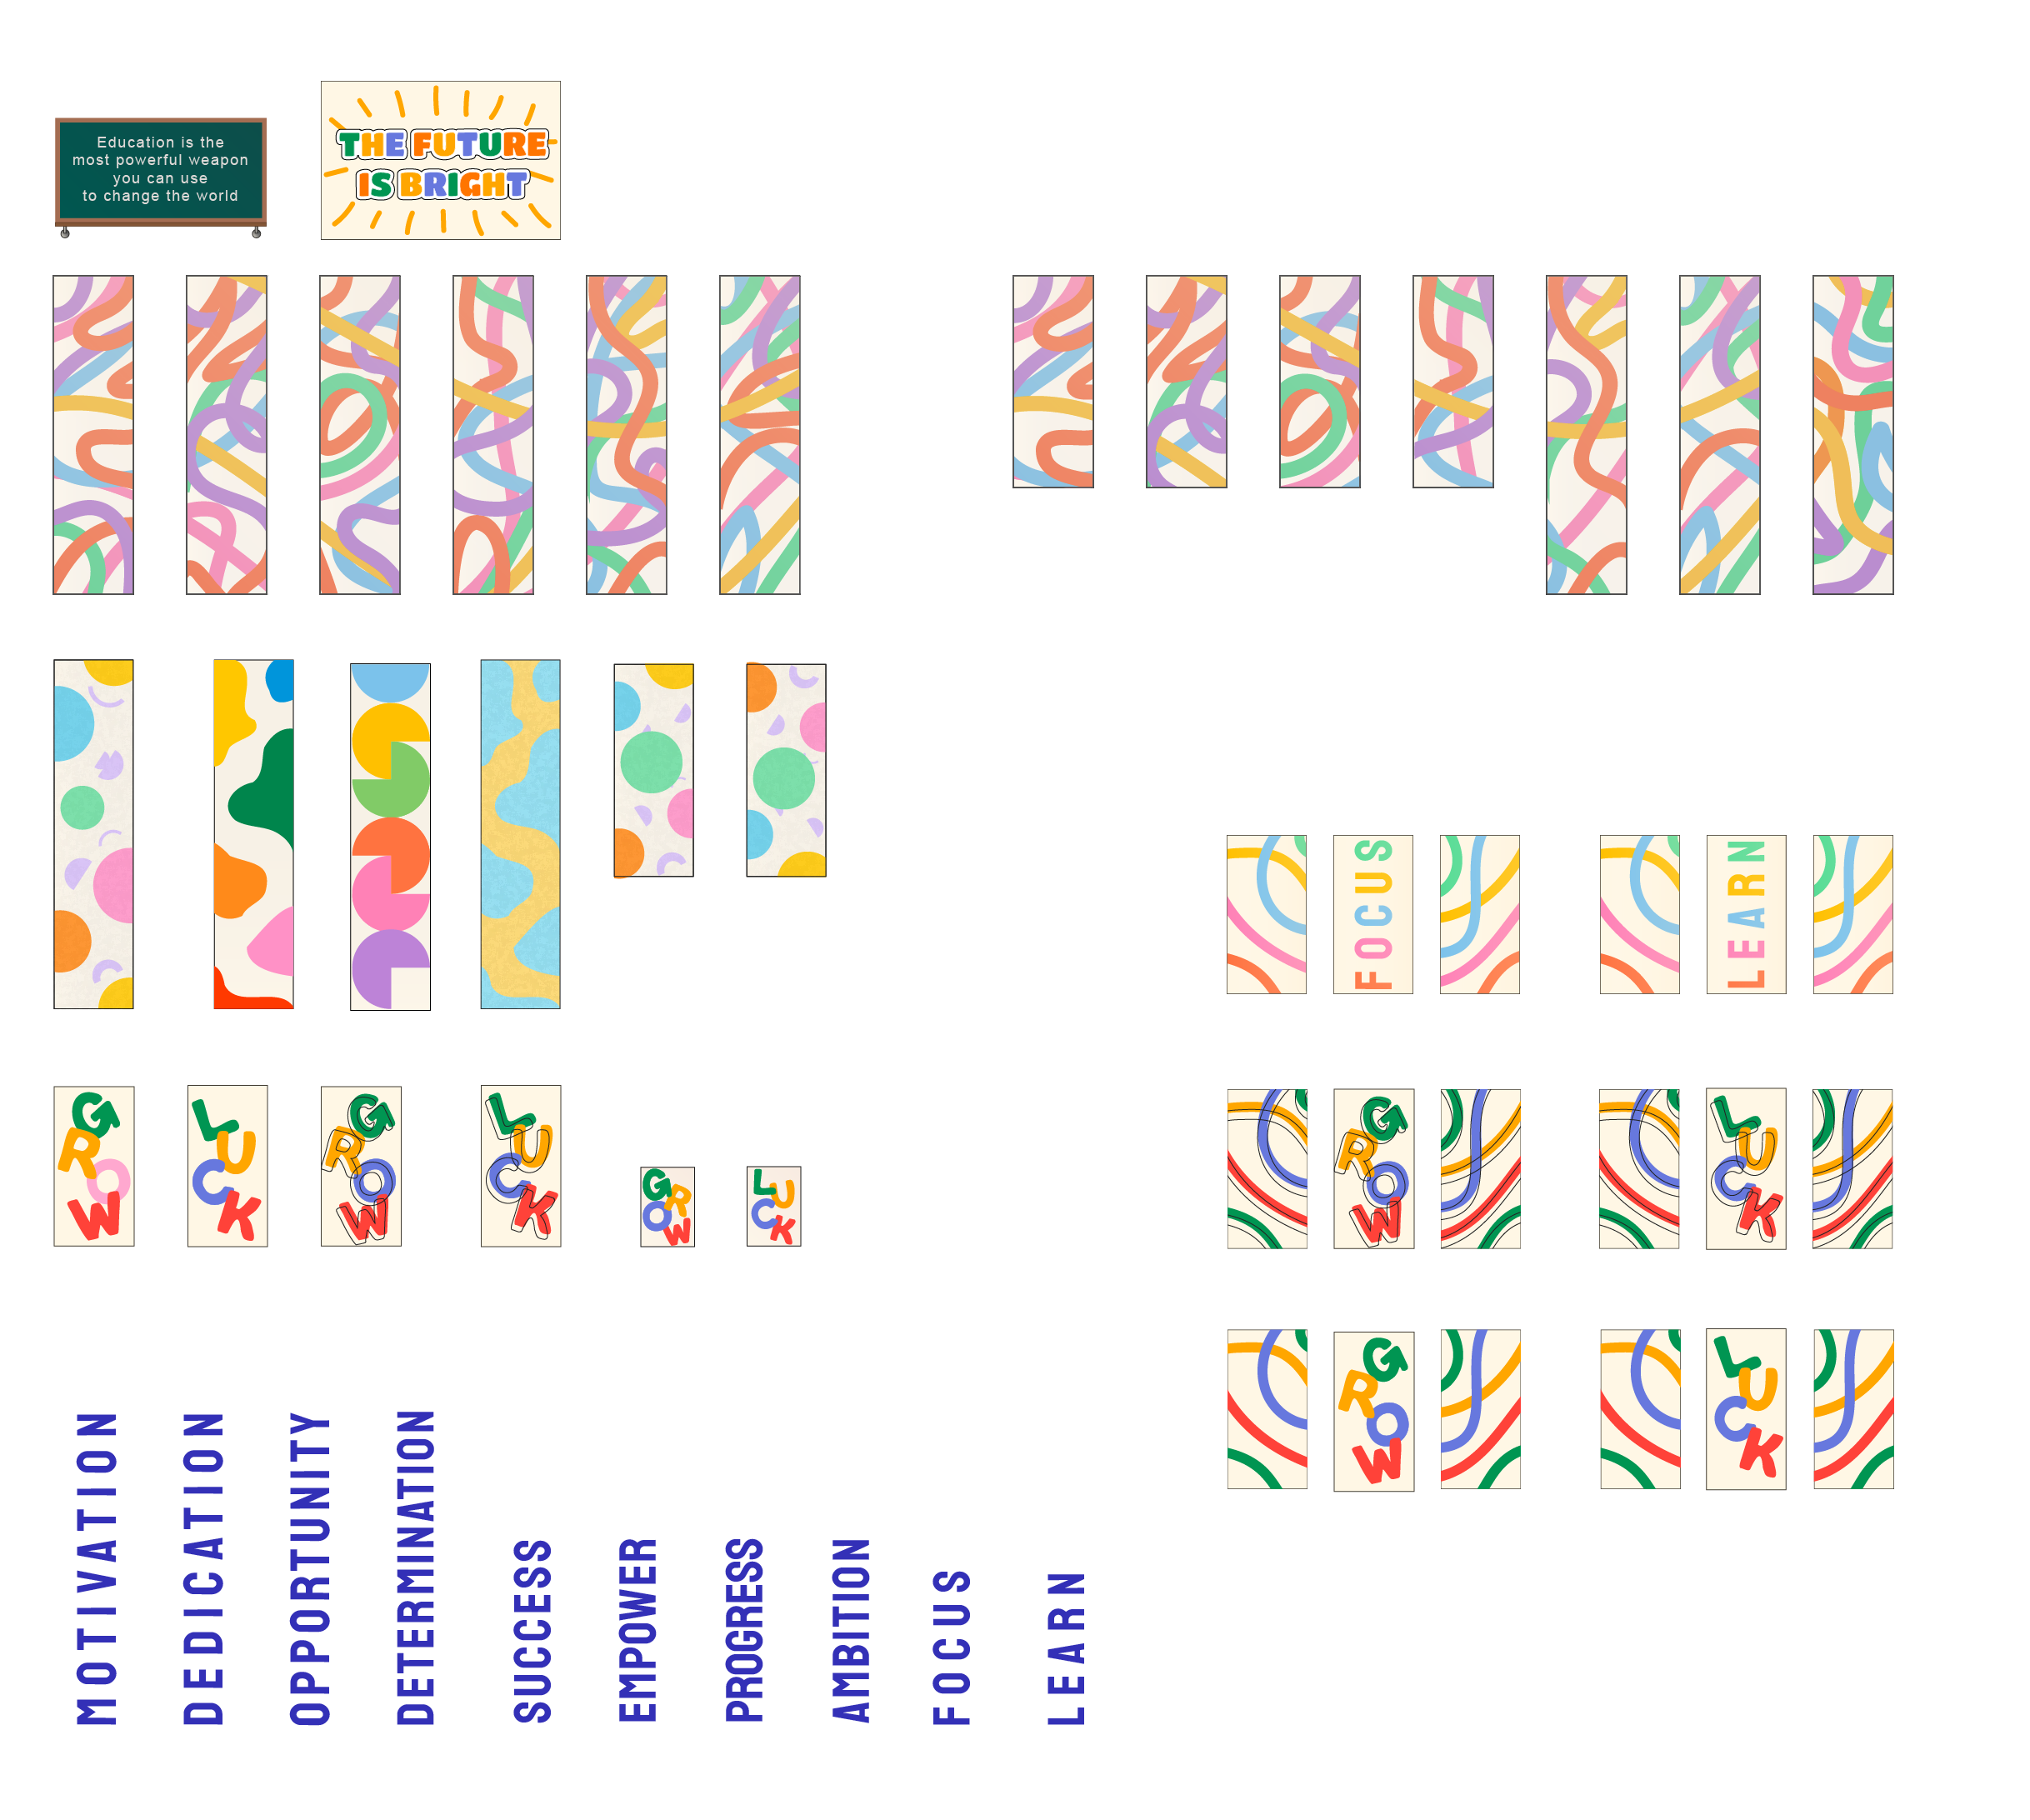 Education is the
most powerful weapon
you can use
to change the world
THE FUTURE
IS BRIGHT
FOCUS
LEARN
GROW
LUCK
GROW
LUCK
GROW
LUCK
GROW
LUCK
GROW
LUCK
MOTIVATION
DEDICATION
OPPORTUNITY
DETERMINATION
SUCCESS
EMPOWER
PROGRESS
AMBITION
FOCUS
LEARN